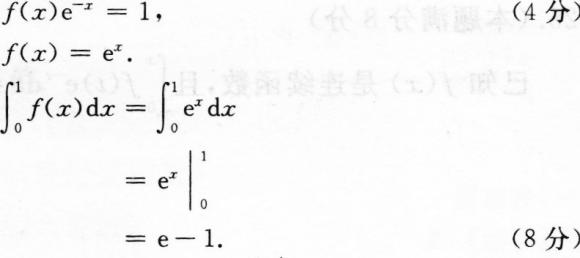 f(x)e^{-x} = 1, (4 分)
f(x) = e^x.
∫_0^1 f(x)dx = ∫_0^1 e^x dx
= e^x |_0^1
= e − 1. (8 分)